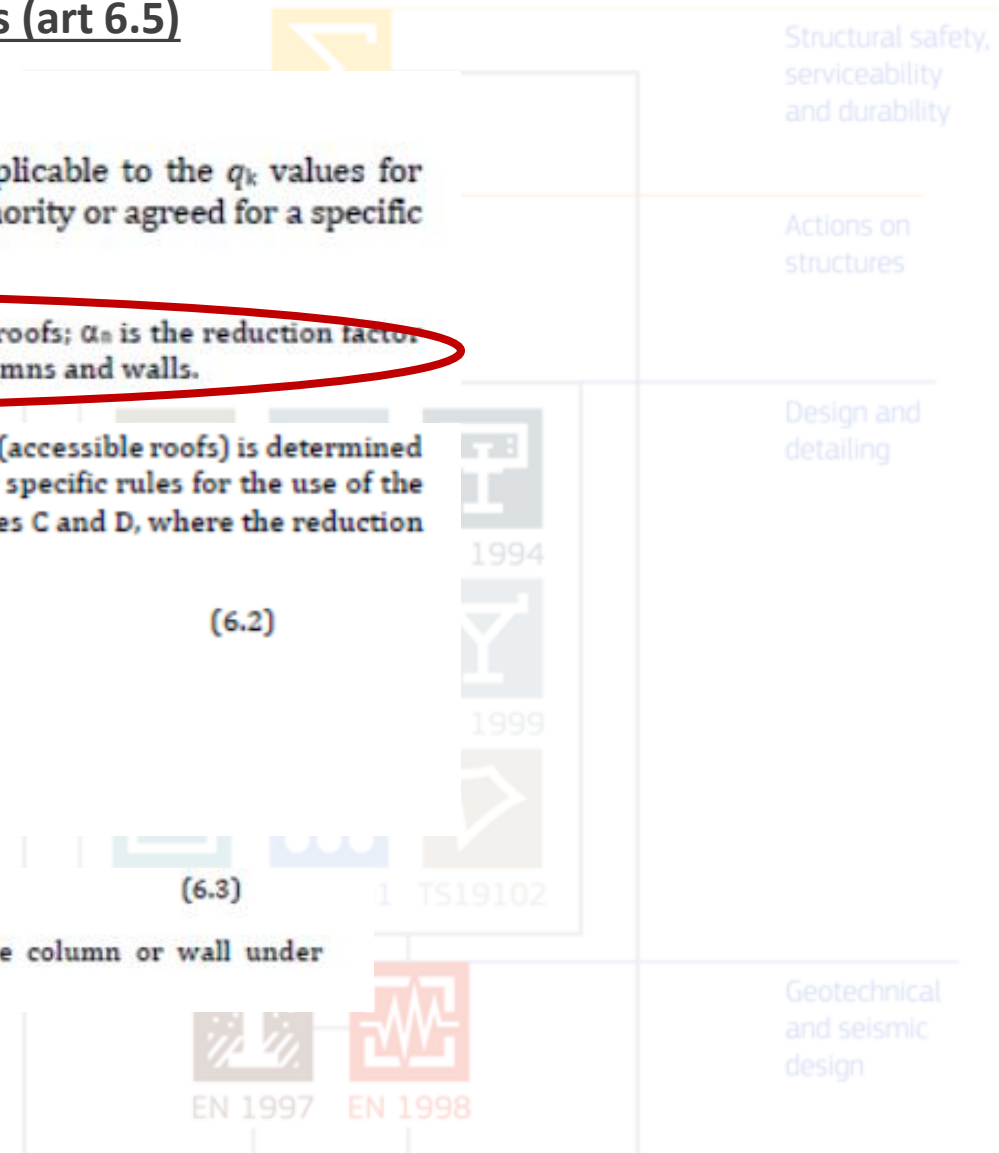 s (art 6.5)
Structural safety,
serviceability
and durability
plicable to the qk values for
ority or agreed for a specific
Actions on
structures
roofs; αn is the reduction factor
mns and walls.
Design and
detailing
(accessible roofs) is determined
specific rules for the use of the
es C and D, where the reduction
1994
(6.2)
1999
(6.3)
1 TS19102
e column or wall under
Geotechnical
and seismic
design
EN 1997 EN 1998